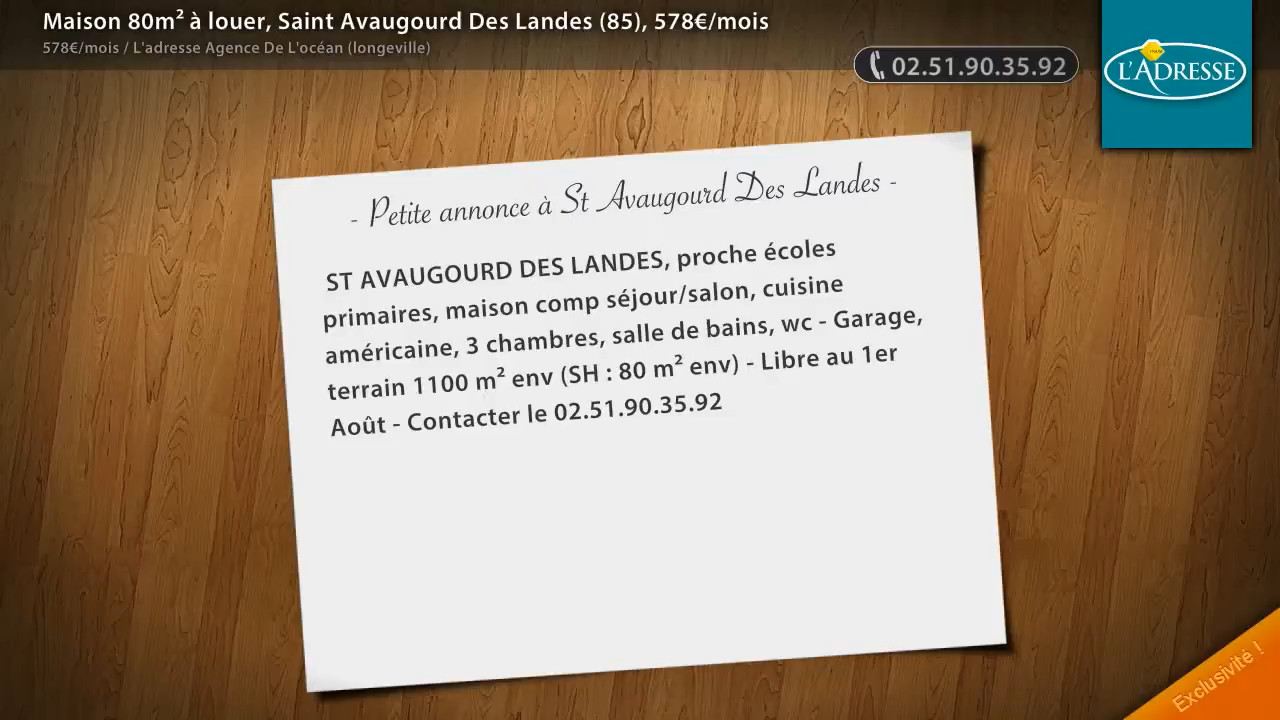 Maison 80m² à louer, Saint Avaugourd Des Landes (85), 578€/mois
578€/mois / L'adresse Agence De L'océan (longeville)
02.51.90.35.92
L'ADRESSE
- Petite annonce à St Avaugourd Des Landes -
ST AVAUGOURD DES LANDES, proche écoles
primaires, maison comp séjour/salon, cuisine
américaine, 3 chambres, salle de bains, wc - Garage,
terrain 1100 m² env (SH : 80 m² env) - Libre au 1er
Août - Contacter le 02.51.90.35.92
Exclusivité !